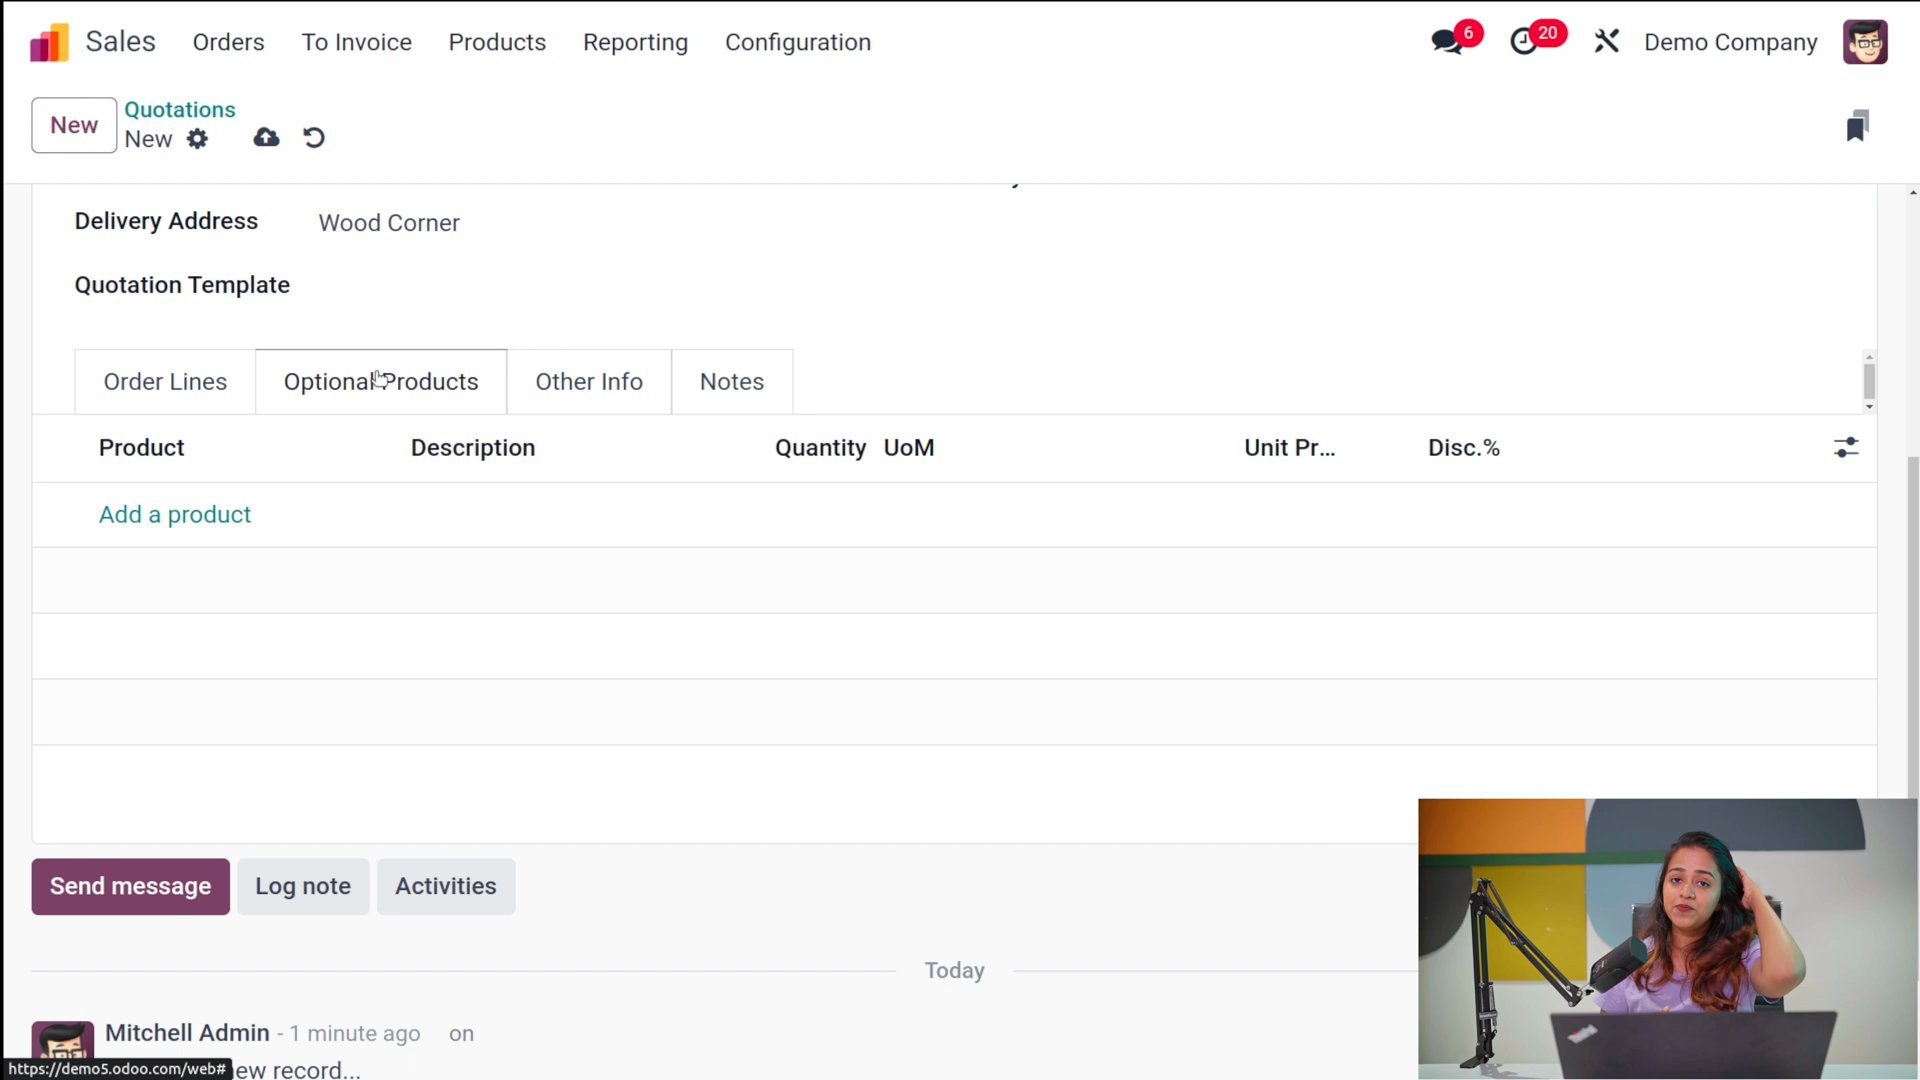 Sales Orders To Invoice Products Reporting Configuration 6 20 Demo Company
New Quotations
New
Delivery Address Wood Corner
Quotation Template
Order Lines Optional Products Other Info Notes
Product Description Quantity UoM Unit Pr... Disc.%
Add a product
Send message Log note Activities
Today
Mitchell Admin - 1 minute ago on
ew record...
https://demo5.odoo.com/web#